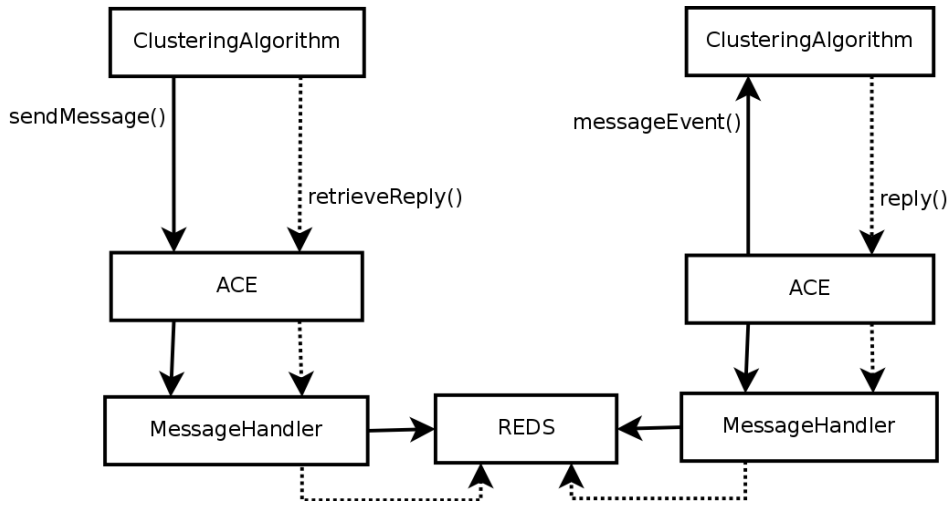 ClusteringAlgorithm
ClusteringAlgorithm
sendMessage()
messageEvent()
retrieveReply()
reply()
ACE
ACE
MessageHandler
REDS
MessageHandler